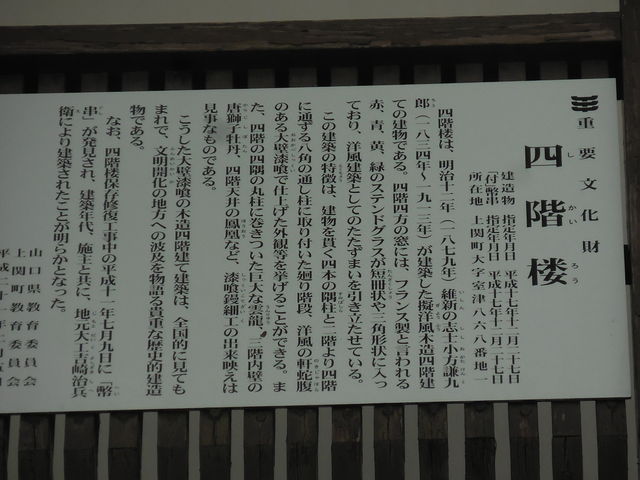 重要文化財
四階楼
しかいろう
建造物 指定年月日 平成十七年十二月二十七日
「付幣串 指定年月日 平成十七年十二月二十七日
所在地 上関町大字室津八六八番地一
四階楼は、明治十二年(一八七九年)維新の志士小方謙九
郎(一八三四年〜一九一三年)が建築した擬洋風木造四階建
ての建物である。四階四方の窓には、フランス製と言われる
赤、青、黄、緑のステンドグラスが短冊状や三角形状に入っ
ており、洋風建築としてのたたずまいを引き立たせている。
この建築の特徴は、建物を貫く四本の隅柱と二階より四階
に通ずる八角の通し柱に取り付いた廻り階段、洋風の軒蛇腹
のある大壁漆喰で仕上げた外観等を挙げることができる。ま
た、四階の四隅の丸柱に巻きついた巨大な雲龍、三階内壁の
唐獅子牡丹、四階天井の鳳凰など、漆喰鏝細工の出来映えは
見事なものである。
こうした大壁漆喰の木造四階建て建築は、全国的に見ても
まれで、文明開化の地方への波及を物語る貴重な歴史的建造
物である。
なお、四階楼保存修復工事中の平成十一年七月九日に「幣
串」が発見され、建築年代、施主と共に、地元大工吉崎治兵
衛により建築されたことが明らかとなった。
山口県教育委員会
上関町教育委員会